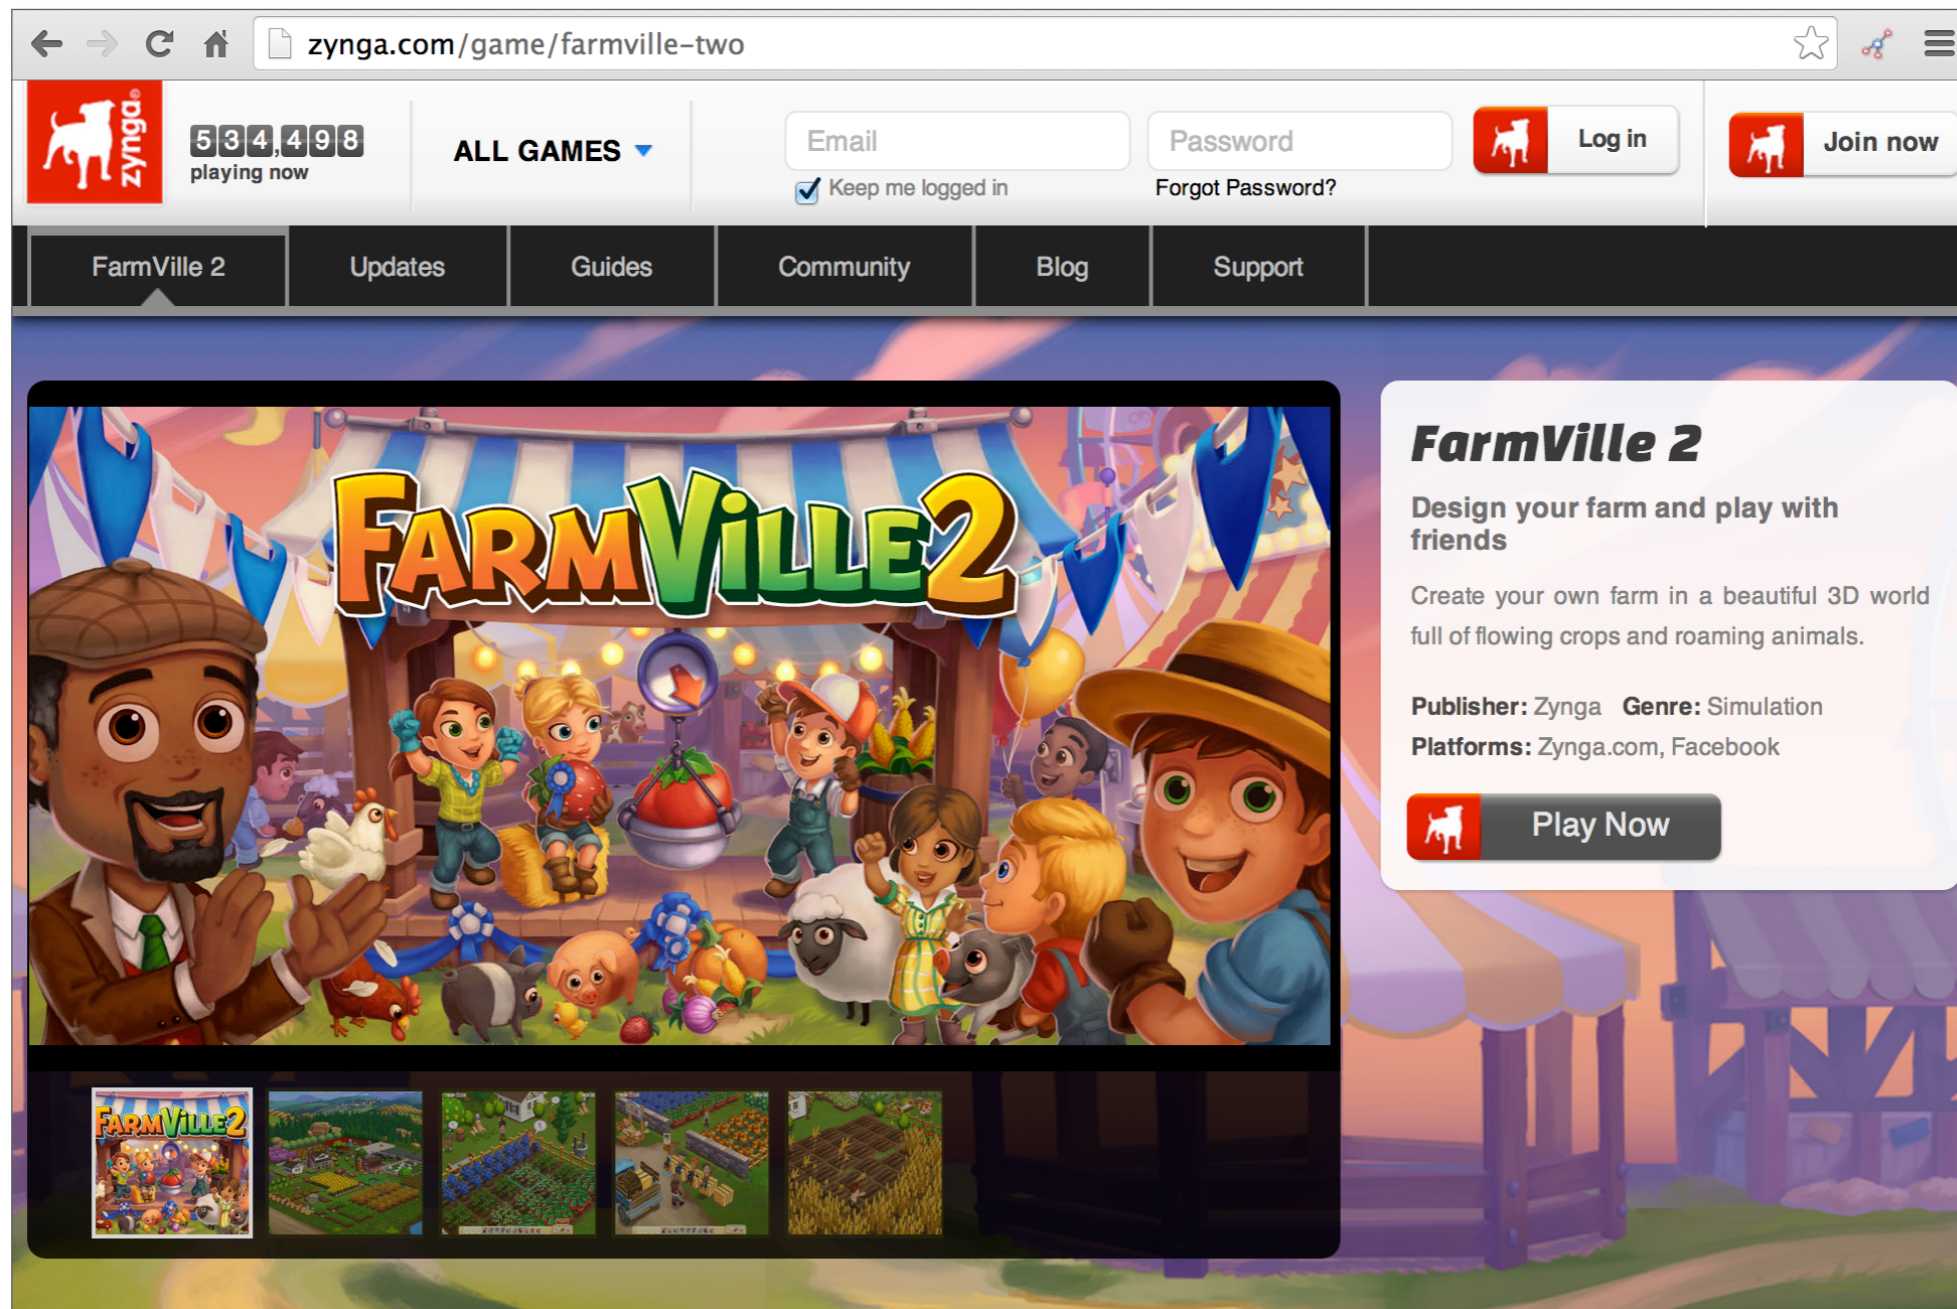 zynga.com/game/farmville-two
zynga®
534,498
playing now
ALL GAMES
Email
Password
Log in
Join now
Keep me logged in
Forgot Password?
FarmVille 2
Updates
Guides
Community
Blog
Support
FARMVILLE2
FarmVille 2
Design your farm and play with
friends
Create your own farm in a beautiful 3D world
full of flowing crops and roaming animals.
Publisher: Zynga Genre: Simulation
Platforms: Zynga.com, Facebook
Play Now
FARMVILLE2